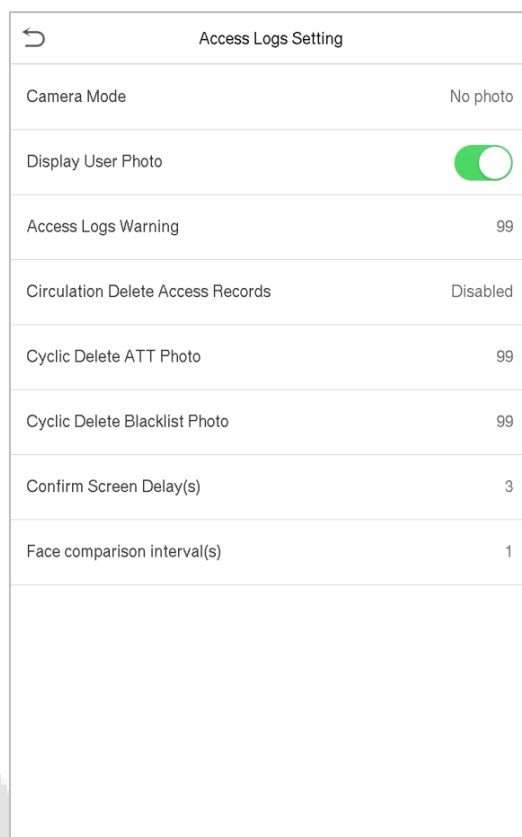 Access Logs Setting
Camera Mode No photo
Display User Photo
Access Logs Warning 99
Circulation Delete Access Records Disabled
Cyclic Delete ATT Photo 99
Cyclic Delete Blacklist Photo 99
Confirm Screen Delay(s) 3
Face comparison interval(s) 1